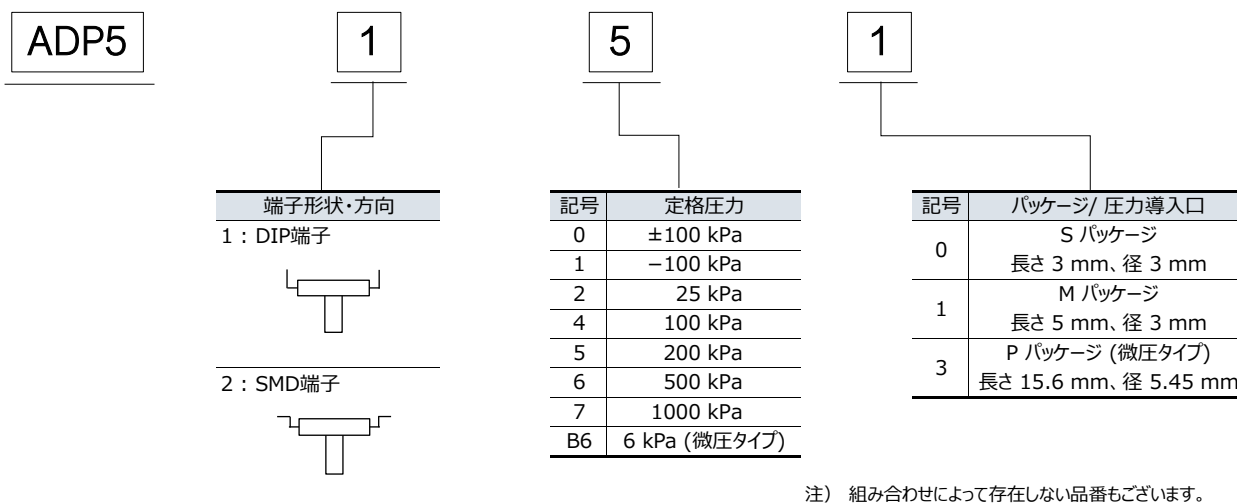 ADP5 1 5 1
端子形状・方向
1：DIP端子
2：SMD端子
記号 定格圧力
0 ±100 kPa
1 −100 kPa
2 25 kPa
4 100 kPa
5 200 kPa
6 500 kPa
7 1000 kPa
B6 6 kPa (微圧タイプ)
記号 パッケージ/ 圧力導入口
0 S パッケージ
長さ 3 mm、径 3 mm
1 M パッケージ
長さ 5 mm、径 3 mm
3 P パッケージ (微圧タイプ)
長さ 15.6 mm、径 5.45 mm
注） 組み合わせによって存在しない品番もございます。